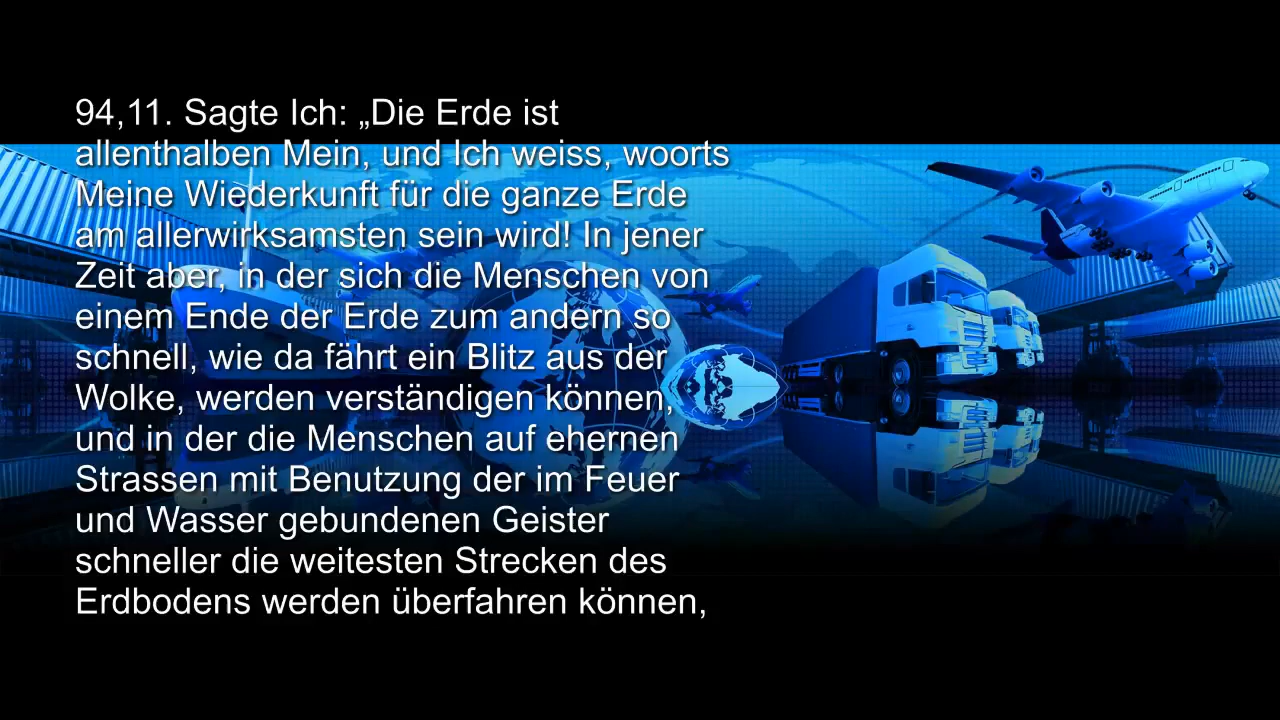 94,11. Sagte Ich: „Die Erde ist
allenthalben Mein, und Ich weiss, woorts
Meine Wiederkunft für die ganze Erde
am allerwirksamsten sein wird! In jener
Zeit aber, in der sich die Menschen von
einem Ende der Erde zum andern so
schnell, wie da fährt ein Blitz aus der
Wolke, werden verständigen können,
und in der die Menschen auf ehernen
Strassen mit Benutzung der im Feuer
und Wasser gebundenen Geister
schneller die weitesten Strecken des
Erdbodens werden überfahren können,